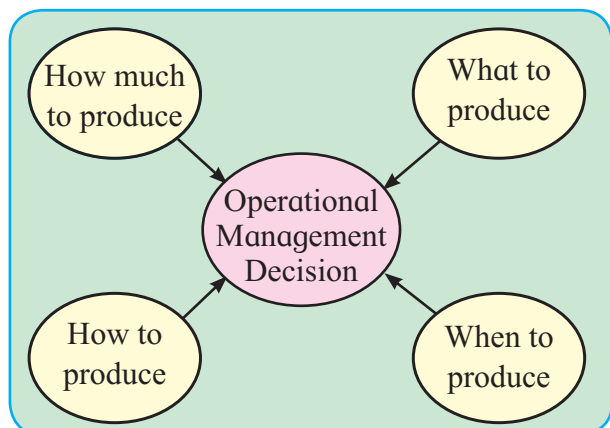 How much
to produce
What to
produce
Operational
Management
Decision
How to
produce
When to
produce